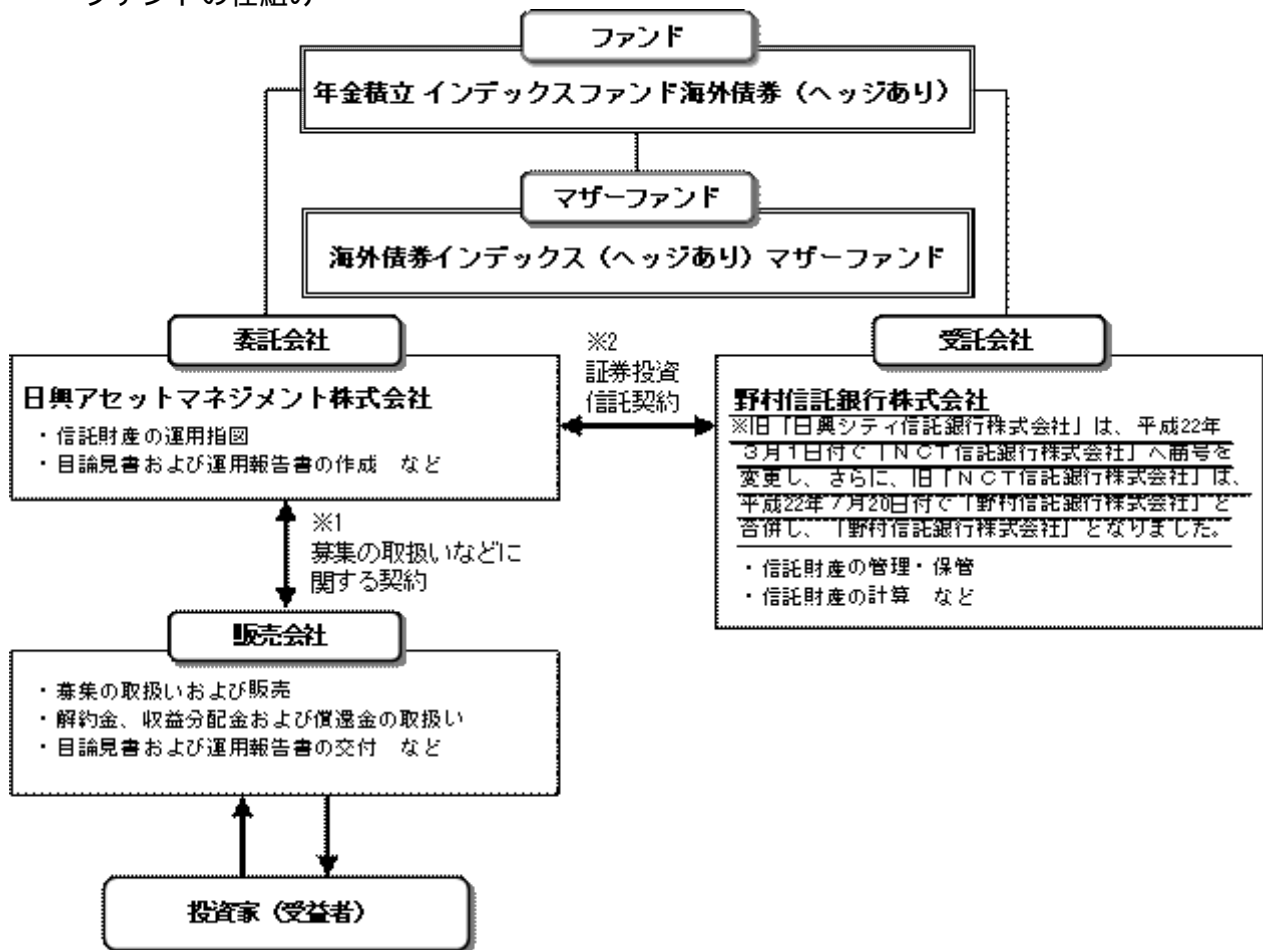 ファンドの仕組み
ファンド
年金積立 インデックスファンド海外債券（ヘッジあり）
マザーファンド
海外債券インデックス（ヘッジあり）マザーファンド
委託会社
日興アセットマネジメント株式会社
・信託財産の運用指図
・目論見書および運用報告書の作成　など
※2
証券投資
信託契約
受託会社
野村信託銀行株式会社
※旧「日興シティ信託銀行株式会社」は、平成22年
３月１日付で「ＮＣＴ信託銀行株式会社」へ商号を
変更し、さらに、旧「ＮＣＴ信託銀行株式会社」は、
平成22年７月20日付で「野村信託銀行株式会社」と
合併し、「野村信託銀行株式会社」となりました。
・信託財産の管理・保管
・信託財産の計算　など
※1
募集の取扱いなどに
関する契約
販売会社
・募集の取扱いおよび販売
・解約金、収益分配金および償還金の取扱い
・目論見書および運用報告書の交付　など
投資家（受益者）